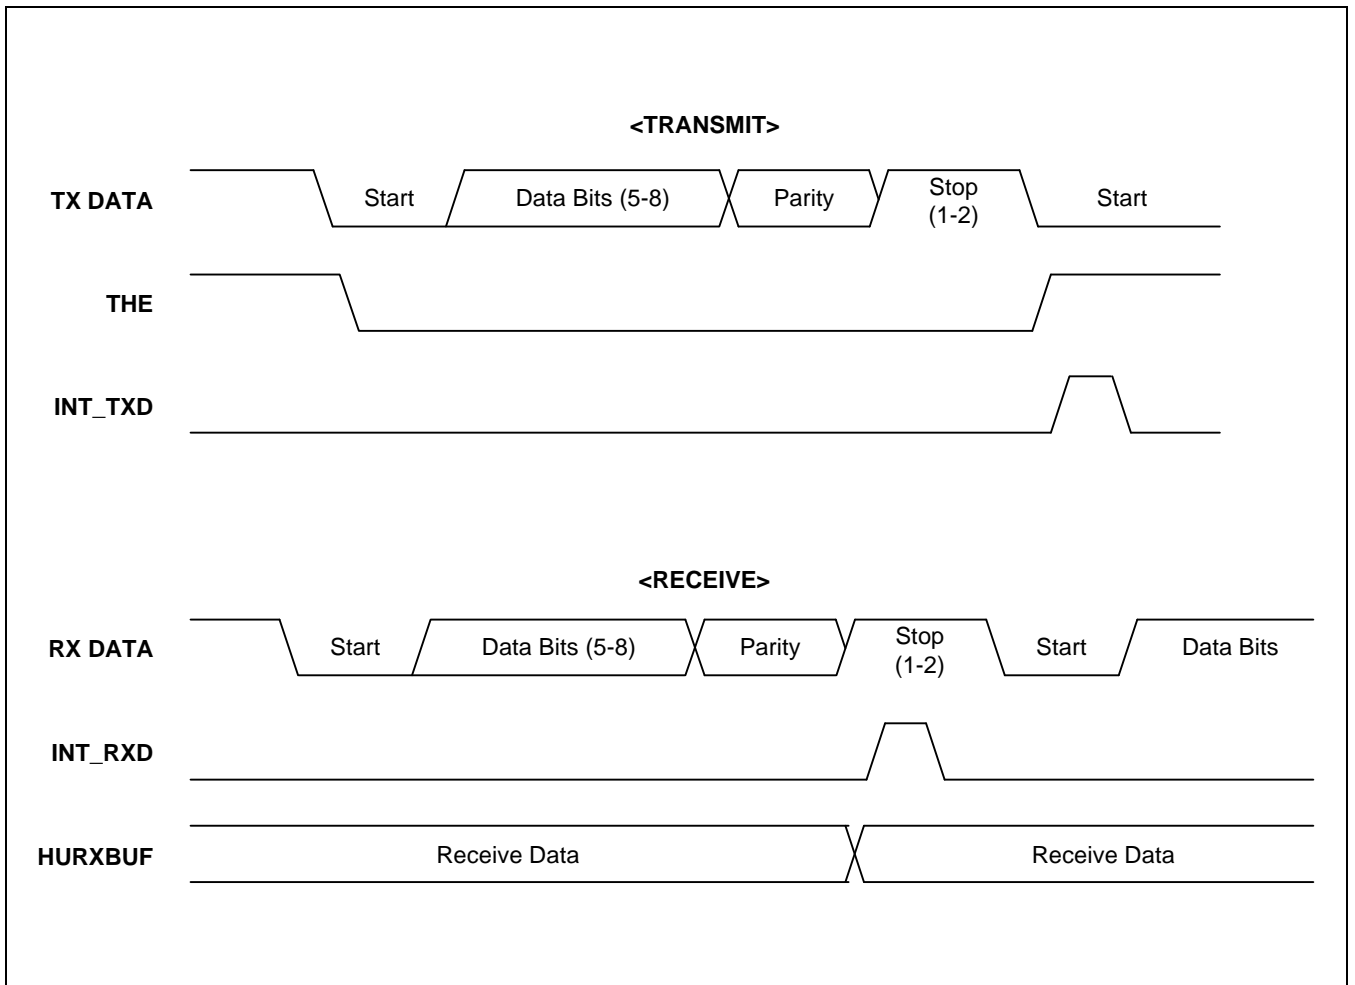 <TRANSMIT>
TX DATA
Start
Data Bits (5-8)
Parity
Stop
(1-2)
Start
THE
INT_TXD
<RECEIVE>
RX DATA
Start
Data Bits (5-8)
Parity
Stop
(1-2)
Start
Data Bits
INT_RXD
HURXBUF
Receive Data
Receive Data